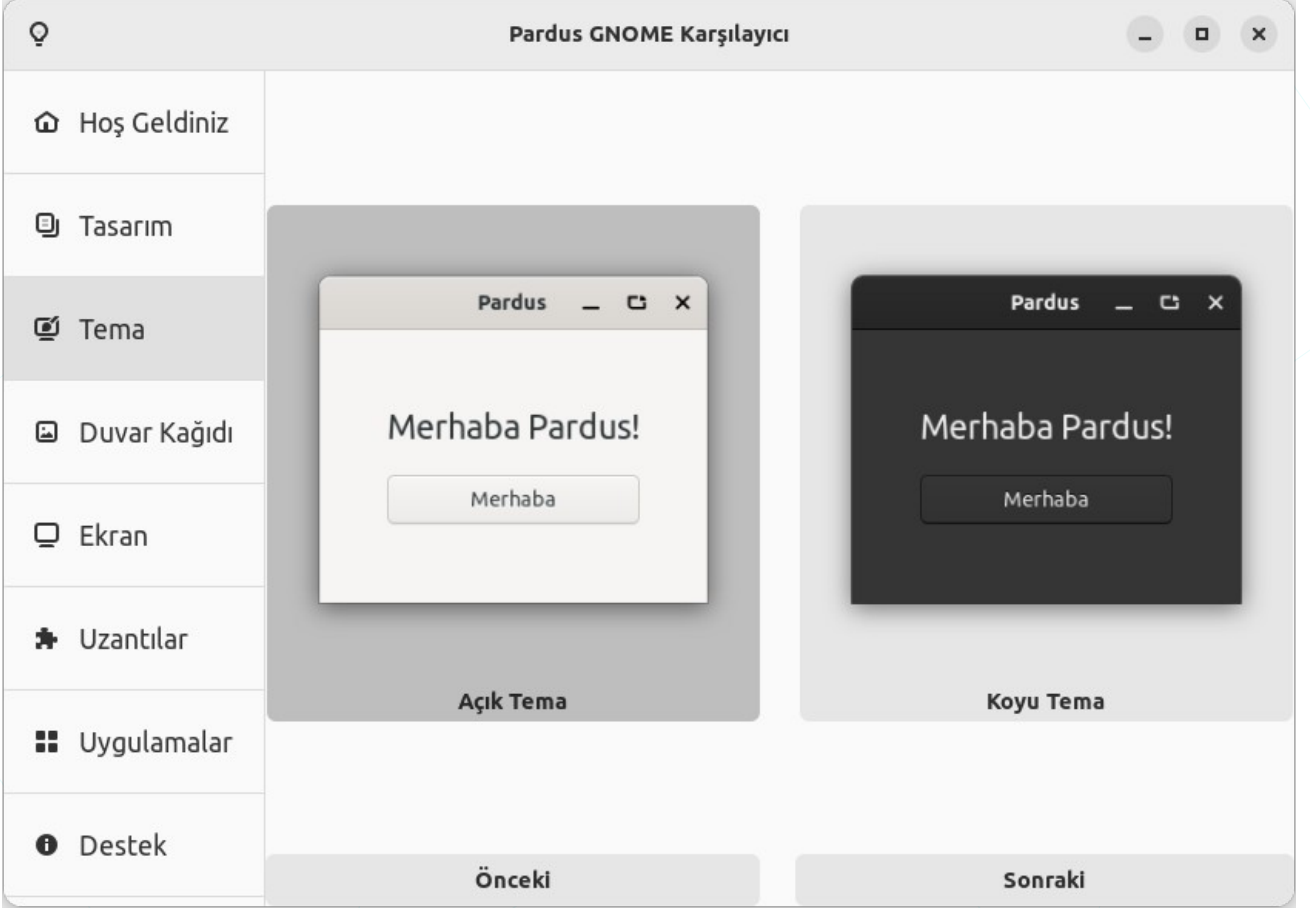 Pardus GNOME Karşılayıcı
Hoş Geldiniz
Tasarım
Tema
Duvar Kağıdı
Ekran
Uzantılar
Uygulamalar
Destek
Pardus
Merhaba Pardus!
Merhaba
Açık Tema
Pardus
Merhaba Pardus!
Merhaba
Koyu Tema
Önceki
Sonraki